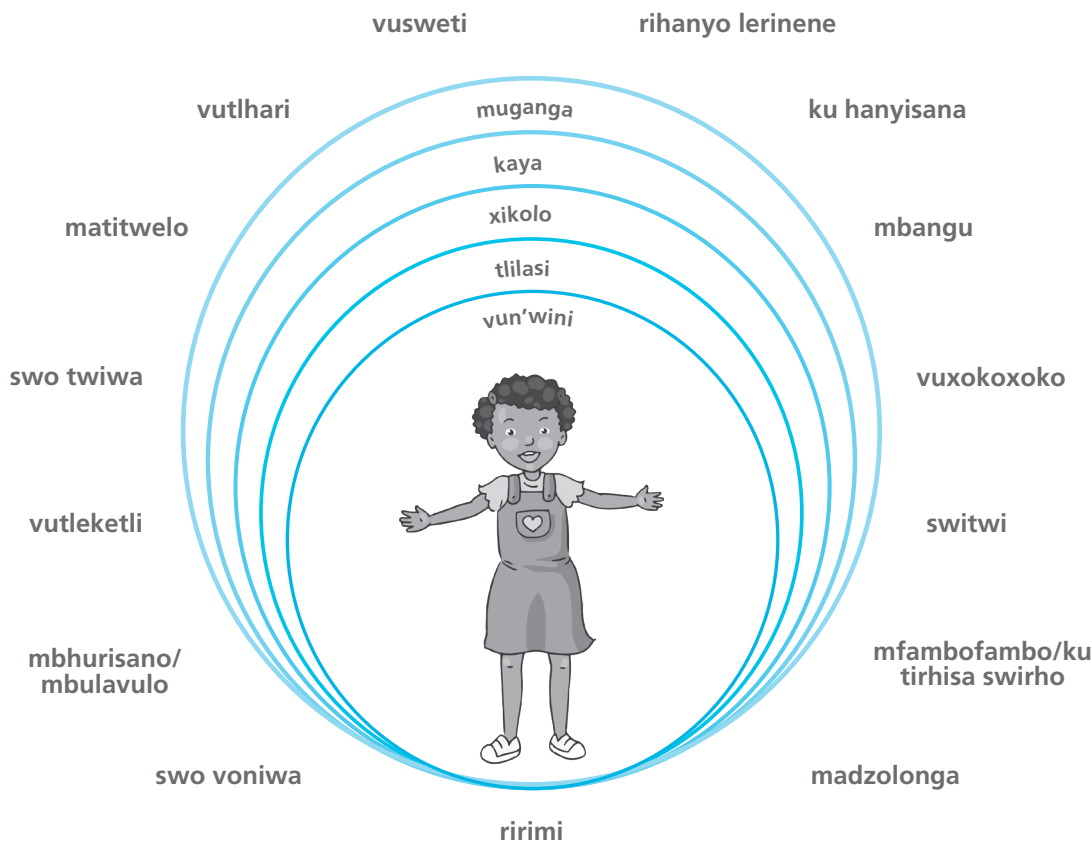 vusweti
rihanyo lerinene
vutlhari
muganga
ku hanyisana
kaya
xikolo
matitwelo
mbangu
tlilasi
vun’wini
swo twiwa
vuxokoxoko
vutleketli
switwi
mbhurisano/
mbulavulo
mfambofambo/ku
tirhisa swirho
swo voniwa
madzolonga
ririmi